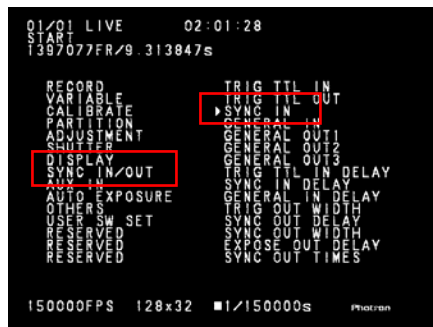 01/01 LIVE 02:01:28
START
1397077FR/9.313847s
RECORD
VARIABLE
CALIBRATE
PARTITION
ADJUSTMENT
SHUTTER
DISPLAY
SYNC IN/OUT
AUX IN
AUTO EXPOSURE
OTHERS
USER SW SET
RESERVED
RESERVED
RESERVED
TRIG TTL IN
TRIG TTL OUT
▶SYNC IN
GENERAL IN
GENERAL OUT1
GENERAL OUT2
GENERAL OUT3
TRIG TTL IN DELAY
SYNC IN DELAY
GENERAL IN DELAY
TRIG OUT WIDTH
SYNC OUT DELAY
SYNC OUT WIDTH
EXPOSE OUT DELAY
SYNC OUT TIMES
150000FPS 128x32 ■1/150000s Photron